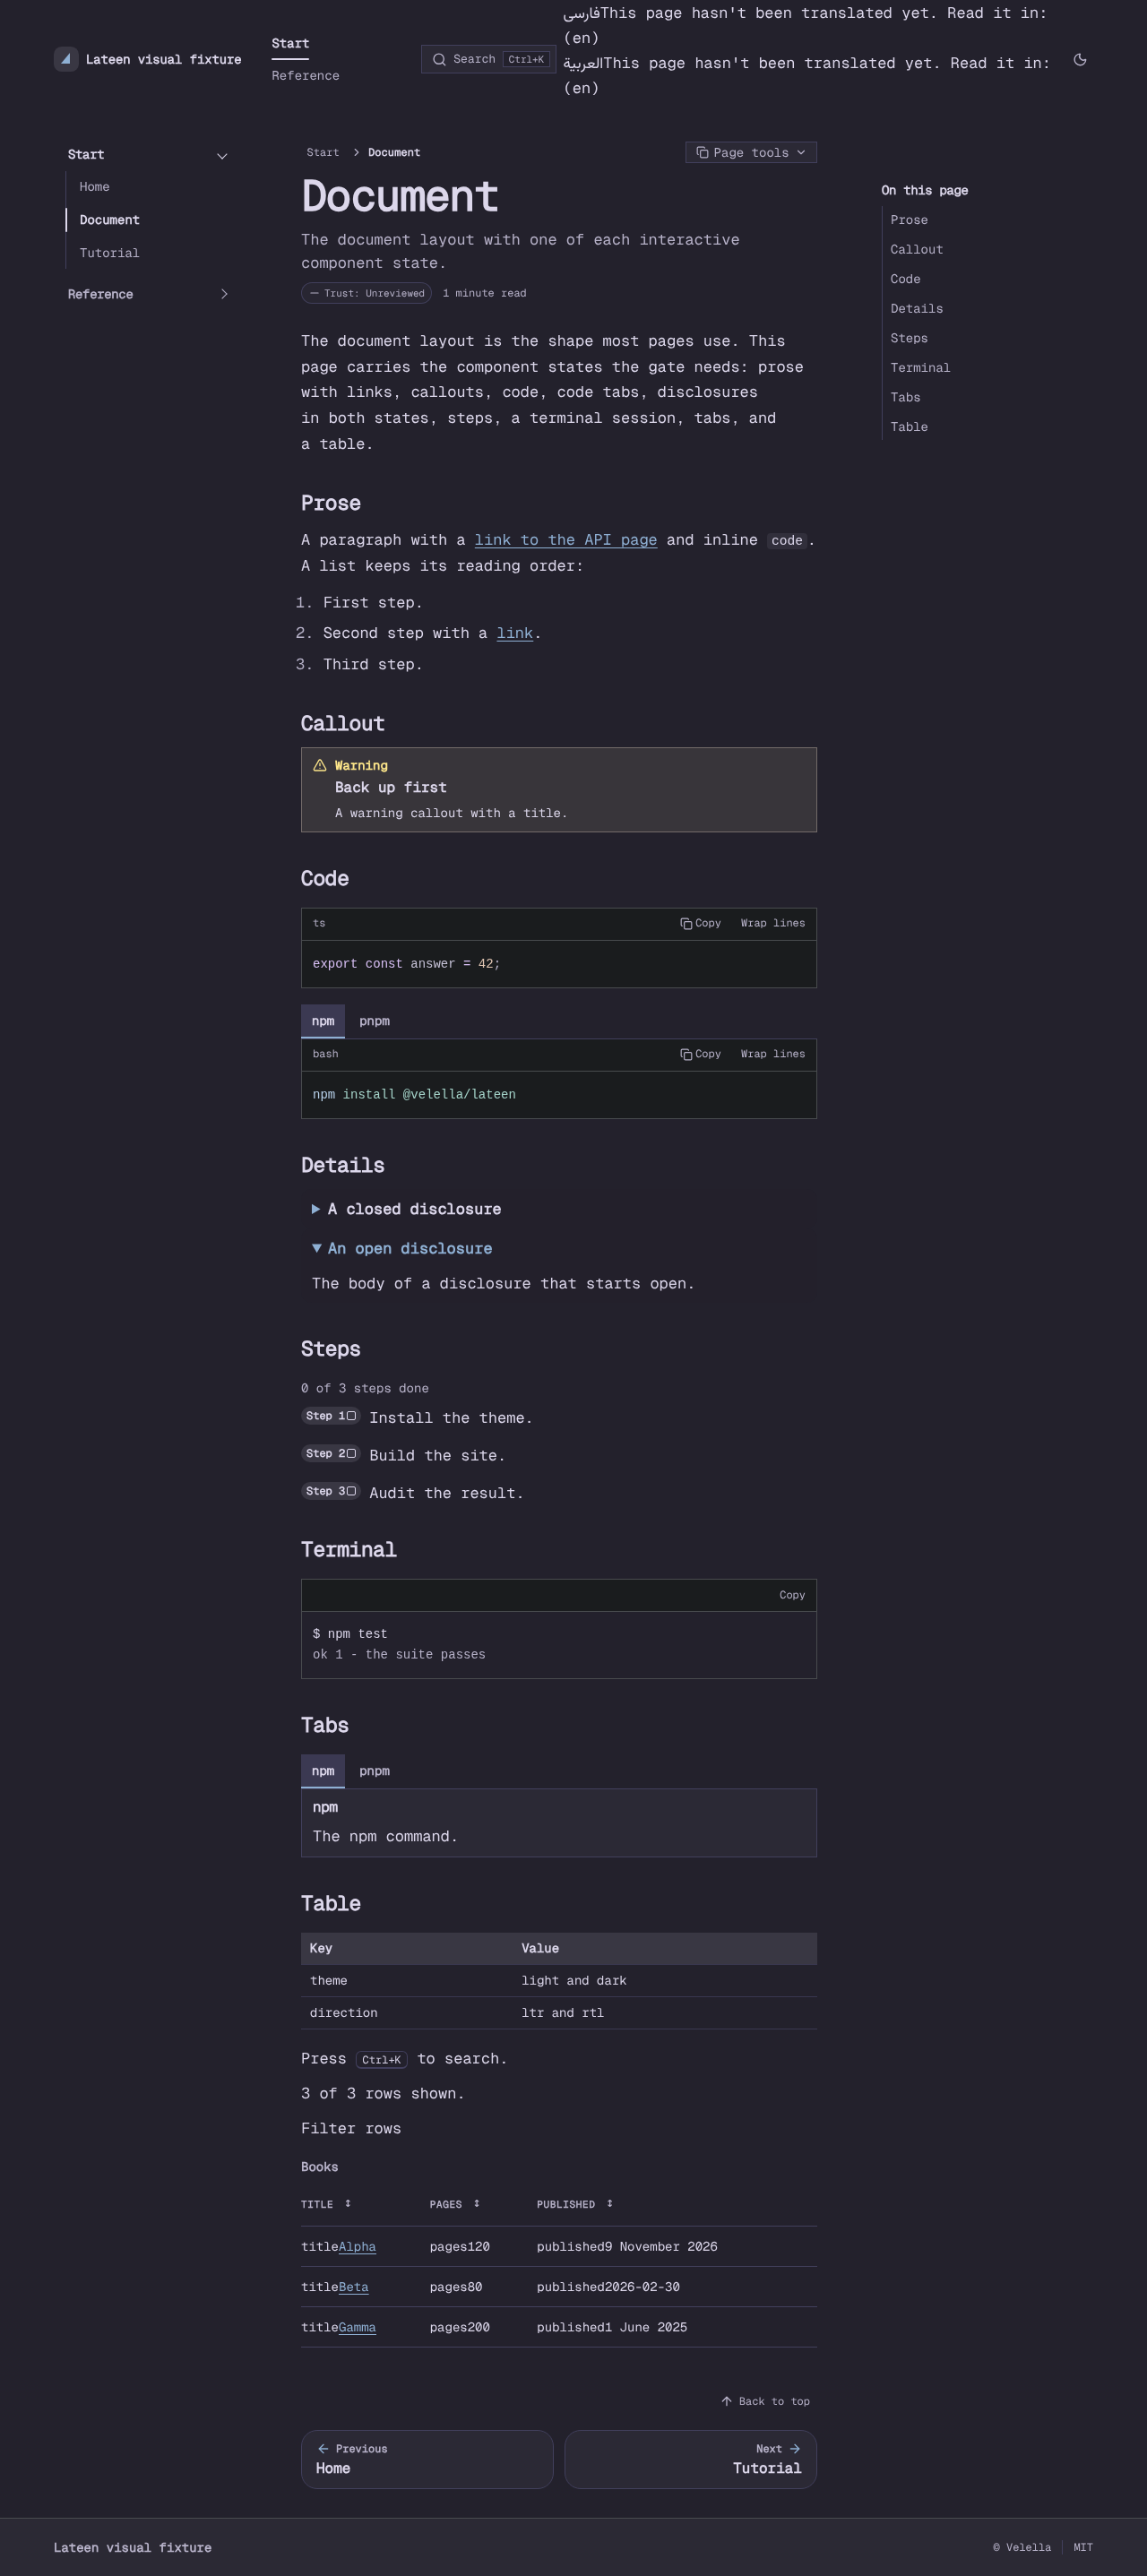 Lateen visual fixture
Start
Reference
Search Ctrl+K
فارسیThis page hasn't been translated yet. Read it in:
(en)
العربيةThis page hasn't been translated yet. Read it in:
(en)
Start
Home
Document
Tutorial
Reference
Start > Document
Page tools
Document
The document layout with one of each interactive
component state.
— Trust: Unreviewed 1 minute read
The document layout is the shape most pages use. This
page carries the component states the gate needs: prose
with links, callouts, code, code tabs, disclosures
in both states, steps, a terminal session, tabs, and
a table.
On this page
Prose
Callout
Code
Details
Steps
Terminal
Tabs
Table
Prose
A paragraph with a link to the API page and inline code.
A list keeps its reading order:
1. First step.
2. Second step with a link.
3. Third step.
Callout
Warning
Back up first
A warning callout with a title.
Code
ts Copy Wrap lines
export const answer = 42;
npm pnpm
bash Copy Wrap lines
npm install @velella/lateen
Details
A closed disclosure
An open disclosure
The body of a disclosure that starts open.
Steps
0 of 3 steps done
Step 1 Install the theme.
Step 2 Build the site.
Step 3 Audit the result.
Terminal
Copy
$ npm test
ok 1 - the suite passes
Tabs
npm pnpm
npm
The npm command.
Table
Key Value
theme light and dark
direction ltr and rtl
Press Ctrl+K to search.
3 of 3 rows shown.
Filter rows
Books
TITLE ↕ PAGES ↕ PUBLISHED ↕
titleAlpha pages120 published9 November 2026
titleBeta pages80 published2026-02-30
titleGamma pages200 published1 June 2025
↑ Back to top
← Previous
Home
Next →
Tutorial
Lateen visual fixture
© Velella | MIT